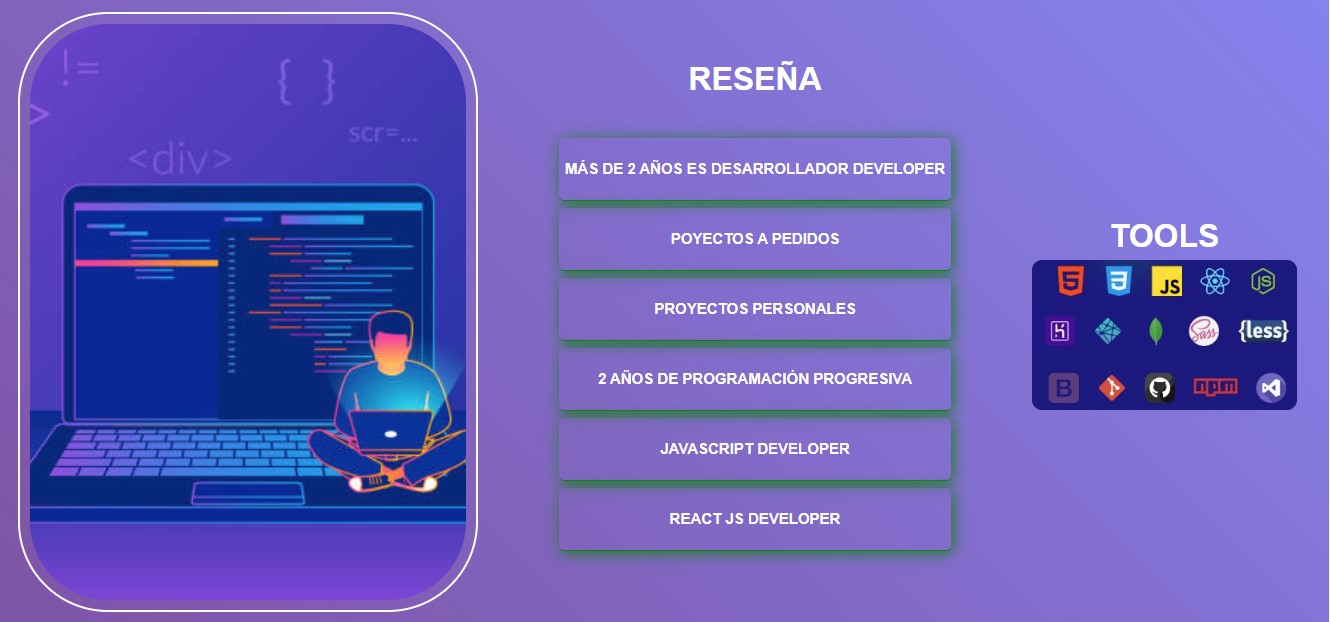 !=
{ }
>
scr=...
<div>
RESEÑA
MÁS DE 2 AÑOS ES DESARROLLADOR DEVELOPER
POYECTOS A PEDIDOS
PROYECTOS PERSONALES
2 AÑOS DE PROGRAMACIÓN PROGRESIVA
JAVASCRIPT DEVELOPER
REACT JS DEVELOPER
TOOLS
5 3 JS JS
H Sass {less}
B npm